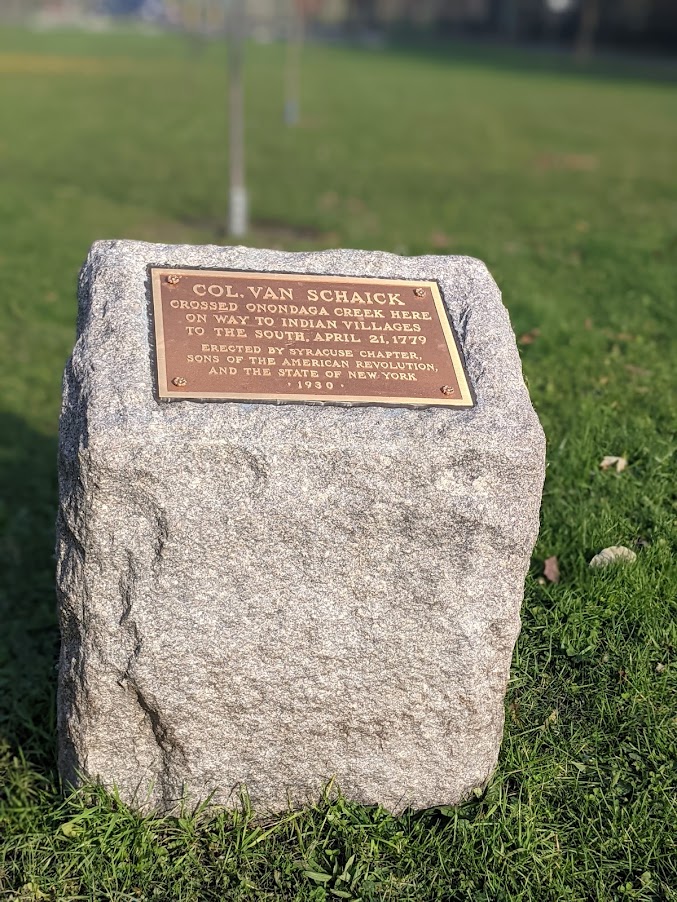 COL. VAN SCHAICK
CROSSED ONONDAGA CREEK HERE
ON WAY TO INDIAN VILLAGES
TO THE SOUTH, APRIL 21, 1779
ERECTED BY SYRACUSE CHAPTER,
SONS OF THE AMERICAN REVOLUTION,
AND THE STATE OF NEW YORK
· 1930 ·